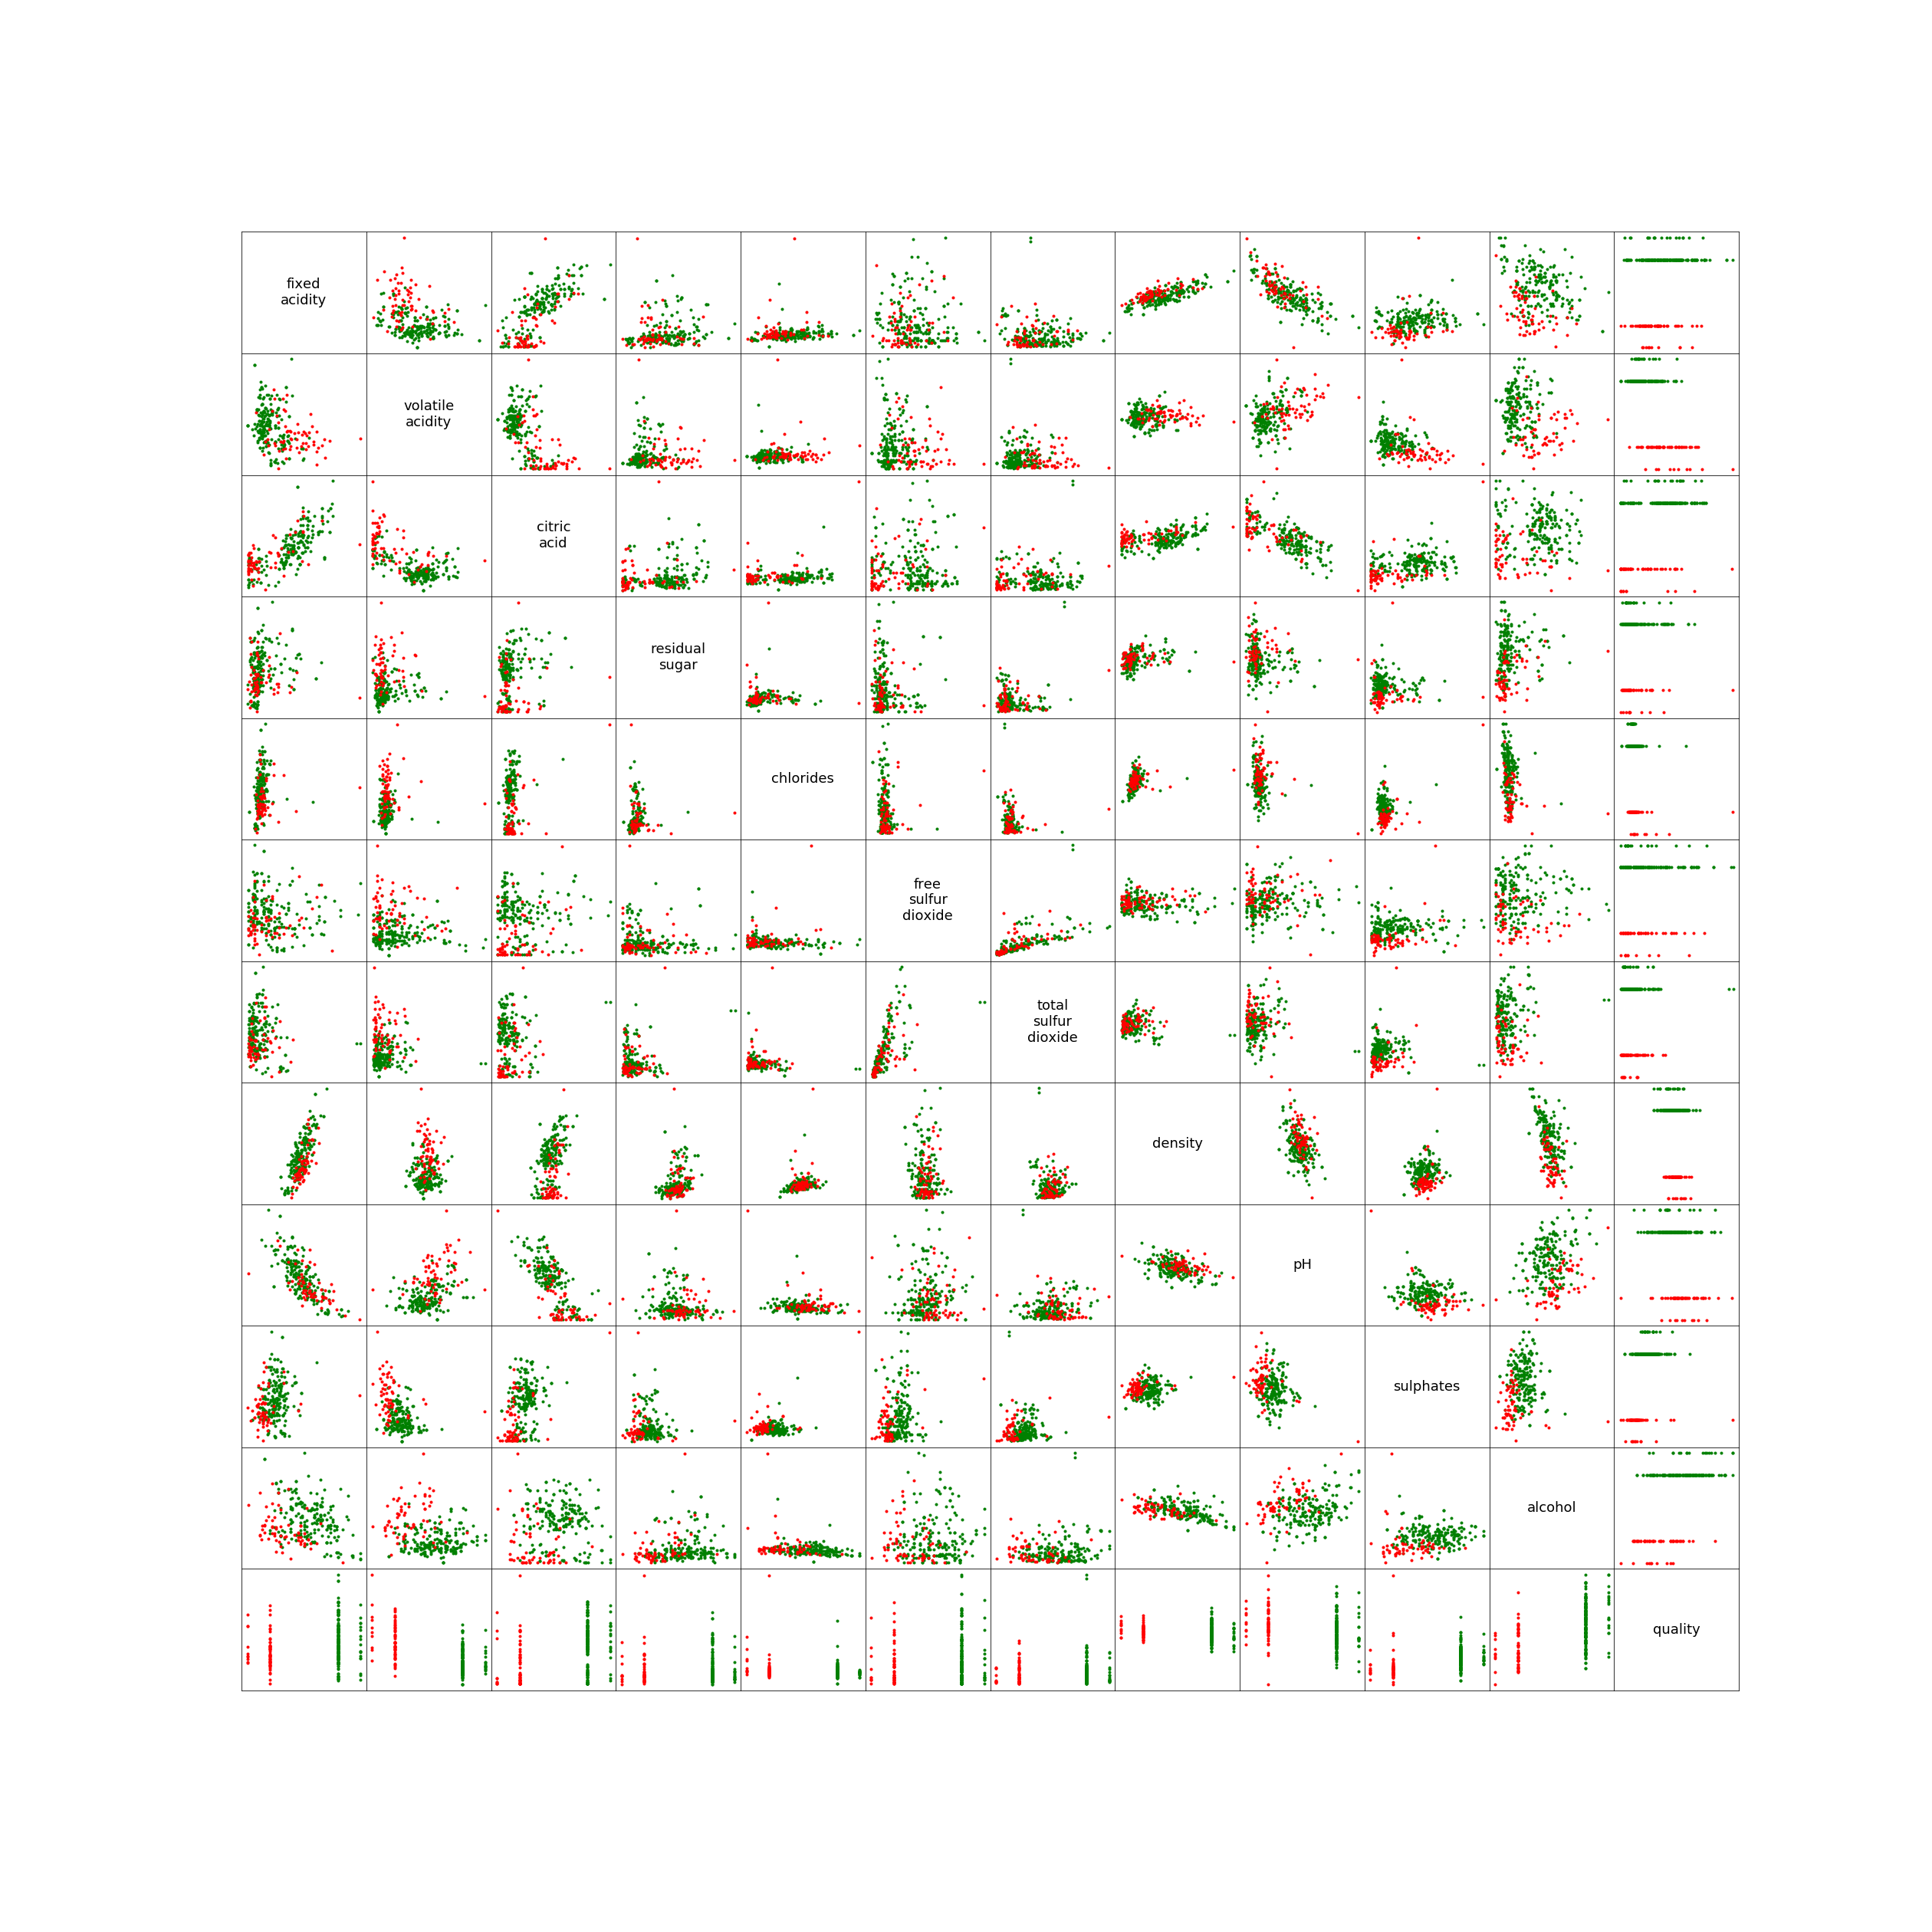 fixed
acidity
volatile
acidity
citric
acid
residual
sugar
chlorides
free
sulfur
dioxide
total
sulfur
dioxide
density
pH
sulphates
alcohol
quality